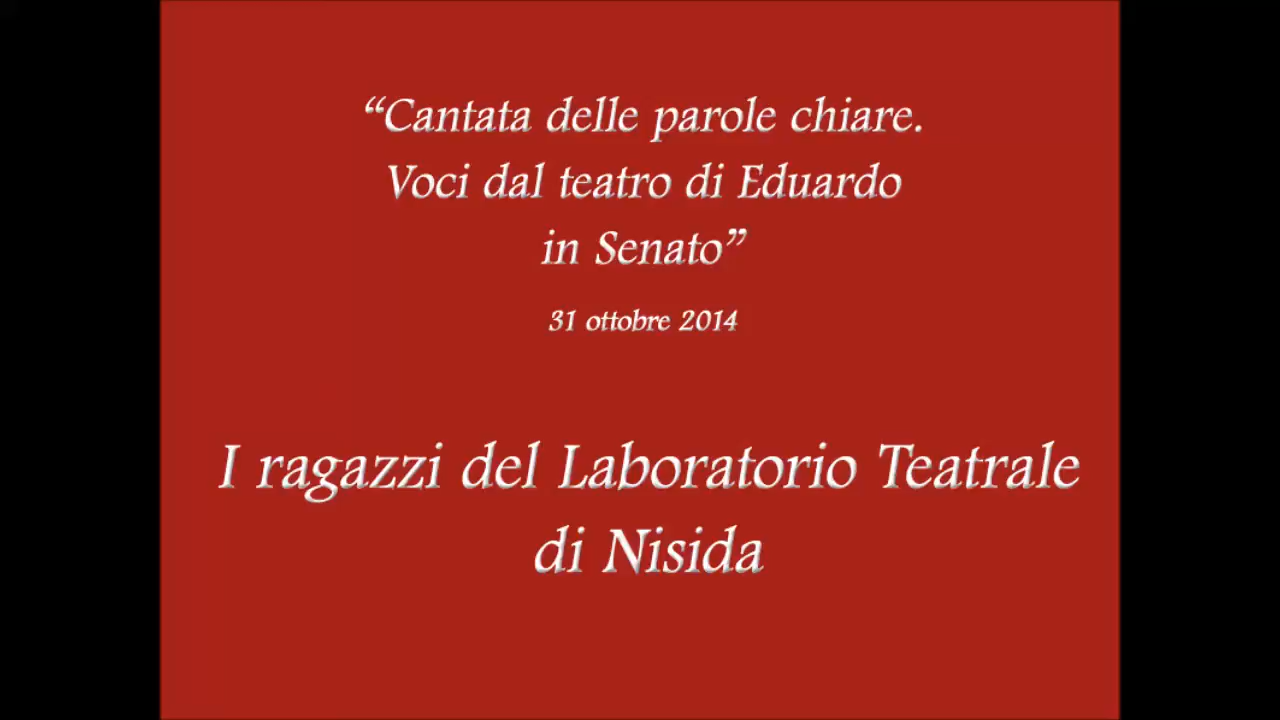 “Cantata delle parole chiare.
Voci dal teatro di Eduardo
in Senato”
31 ottobre 2014
I ragazzi del Laboratorio Teatrale
di Nisida